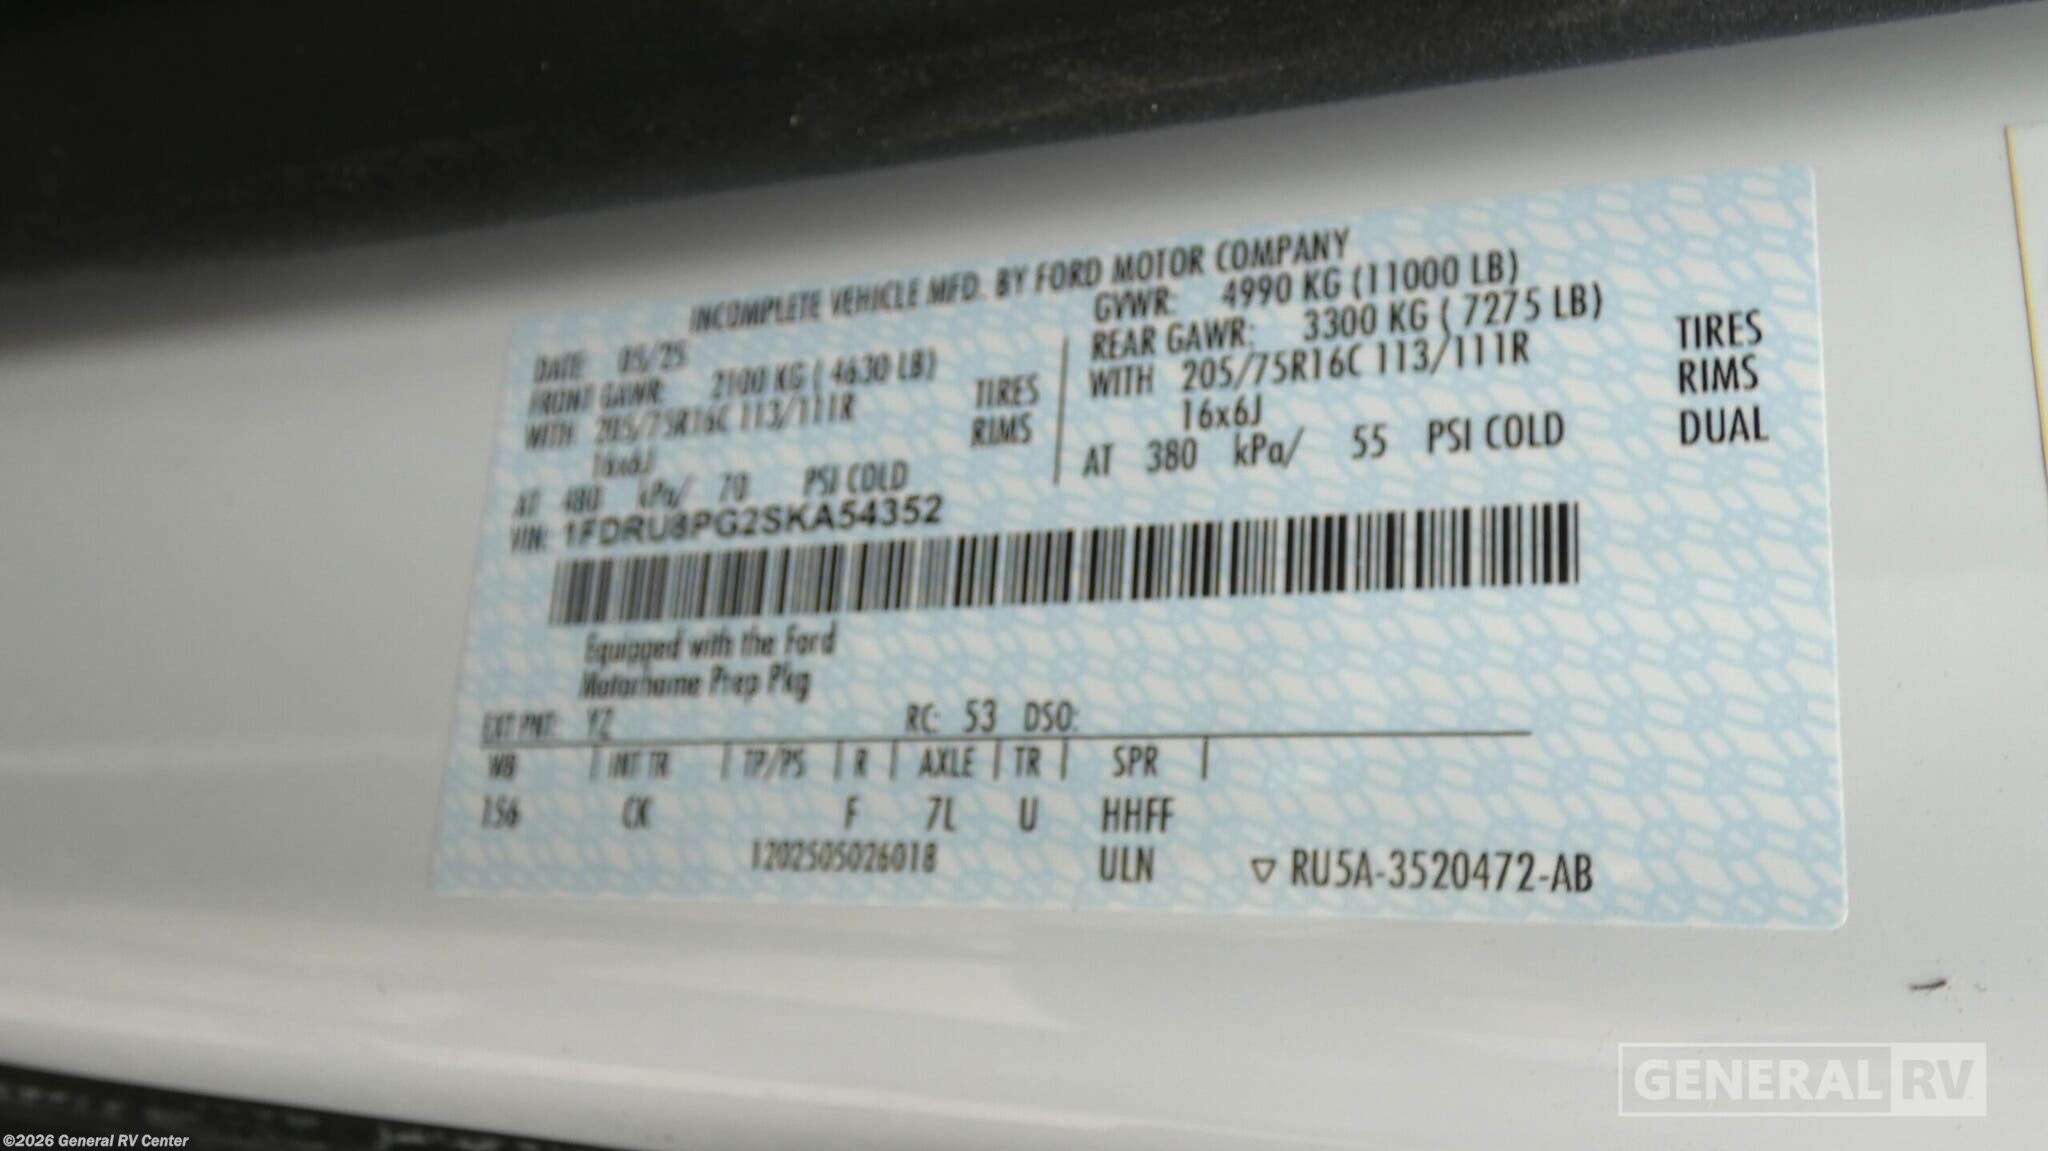 INCOMPLETE VEHICLE MFD. BY FORD MOTOR COMPANY
DATE: 05/25
FRONT GAWR: 2100 KG ( 4630 LB)
WITH 205/75R16C 113/111R TIRES
16x6J RIMS
AT 480 kPa/ 70 PSI COLD
GVWR: 4990 KG (11000 LB)
REAR GAWR: 3300 KG ( 7275 LB)
WITH 205/75R16C 113/111R TIRES
16x6J RIMS
AT 380 kPa/ 55 PSI COLD DUAL
VIN: 1FDRU8PG2SKA54352
Equipped with the Ford
Motorhome Prep Pkg
EXT PNT: YZ RC: 53 DSO:
WB | INT TR | TP/PS | R | AXLE | TR | SPR |
156 CK F 7L U HHFF
1202505026018 ULN ▽ RU5A-3520472-AB
GENERAL RV
©2026 General RV Center